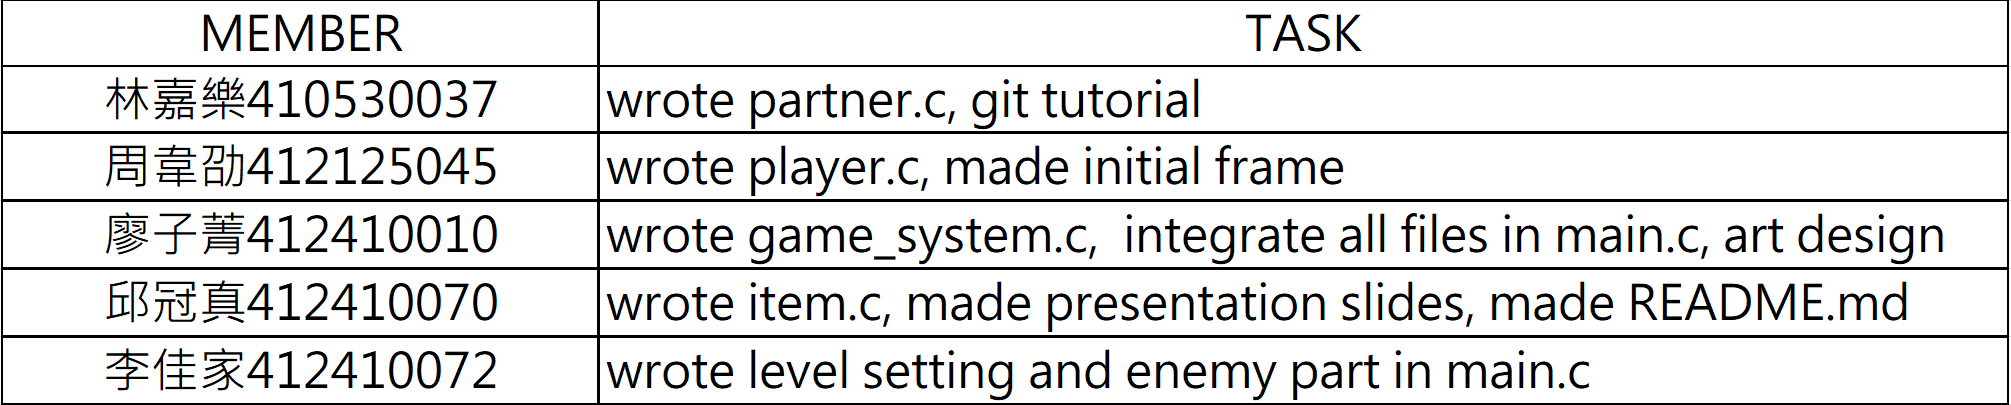 MEMBER TASK
林嘉樂410530037 wrote partner.c, git tutorial
周韋劭412125045 wrote player.c, made initial frame
廖子菁412410010 wrote game_system.c,  integrate all files in main.c, art design
邱冠真412410070 wrote item.c, made presentation slides, made README.md
李佳家412410072 wrote level setting and enemy part in main.c